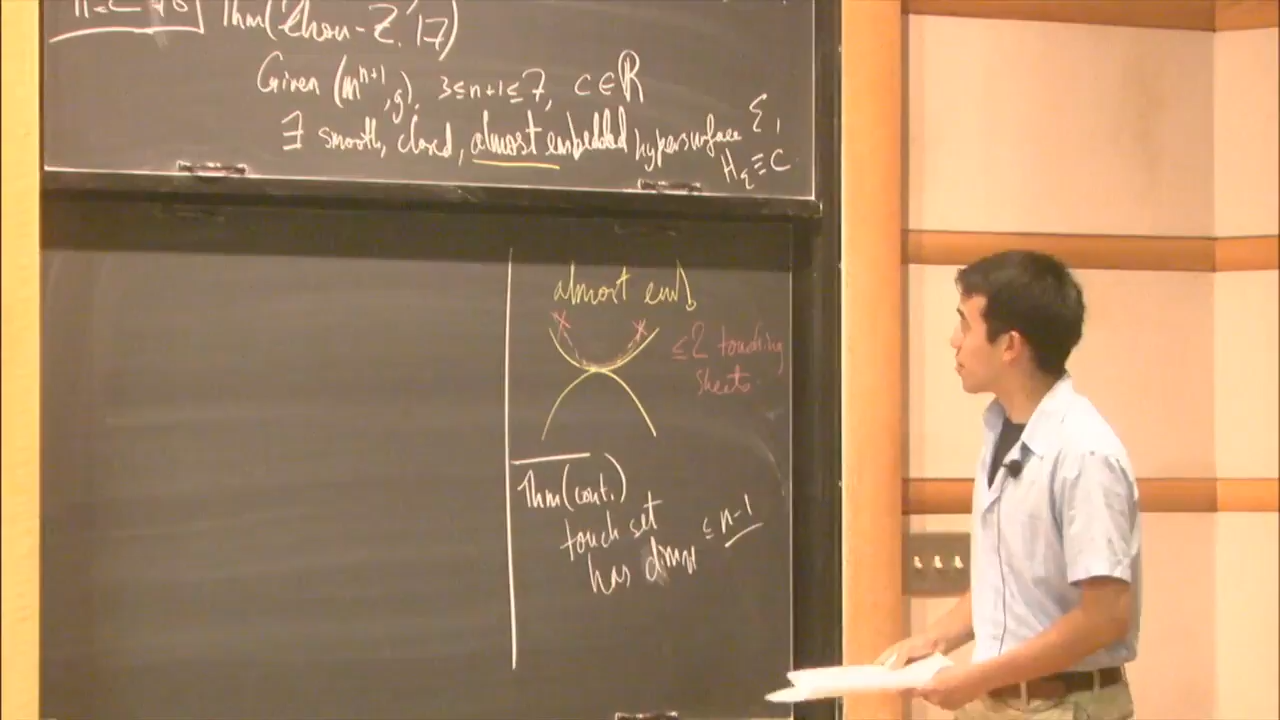 H=C≠0 Thm(Zhou-Z. '17)
Given (M^{n+1}, g), 3≤n+1≤7, C∈ℝ
∃ smooth, closed, almost embedded hypersurface Σ,
H_Σ≡C.
almost emb
≤2 touching
sheets.
Thm(cont.)
touch set
has dim ≤ n-1